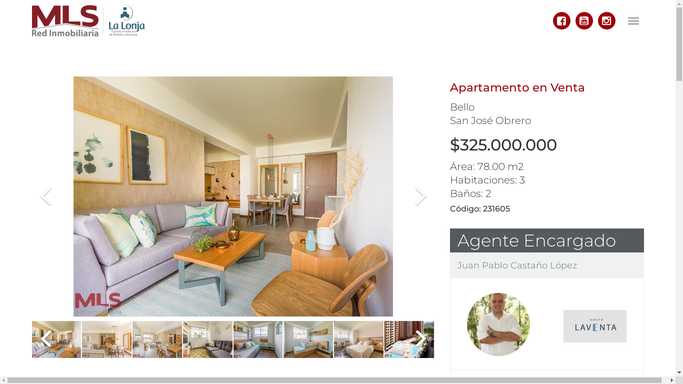 MLS
Red Inmobiliaria
La Lonja
Apartamento en Venta
Bello
San José Obrero
$325.000.000
Área: 78.00 m2
Habitaciones: 3
Baños: 2
Código: 231605
Agente Encargado
Juan Pablo Castaño López
LAVENTA
MLS